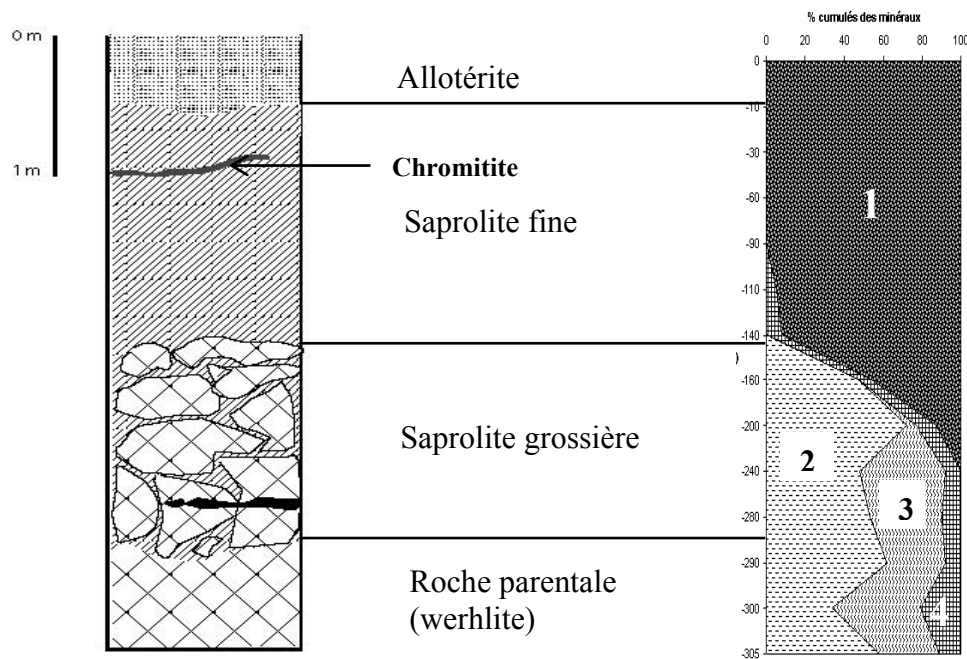 % cumulés des minéraux
0 20 40 60 80 100
0 m
1 m
Allotérite
Chromitite
Saprolite fine
Saprolite grossière
Roche parentale
(werhlite)
0
-10
-30
-60
-90
-110
-140
)
-160
-200
-240
-280
-290
-300
-305
1
2
3
4